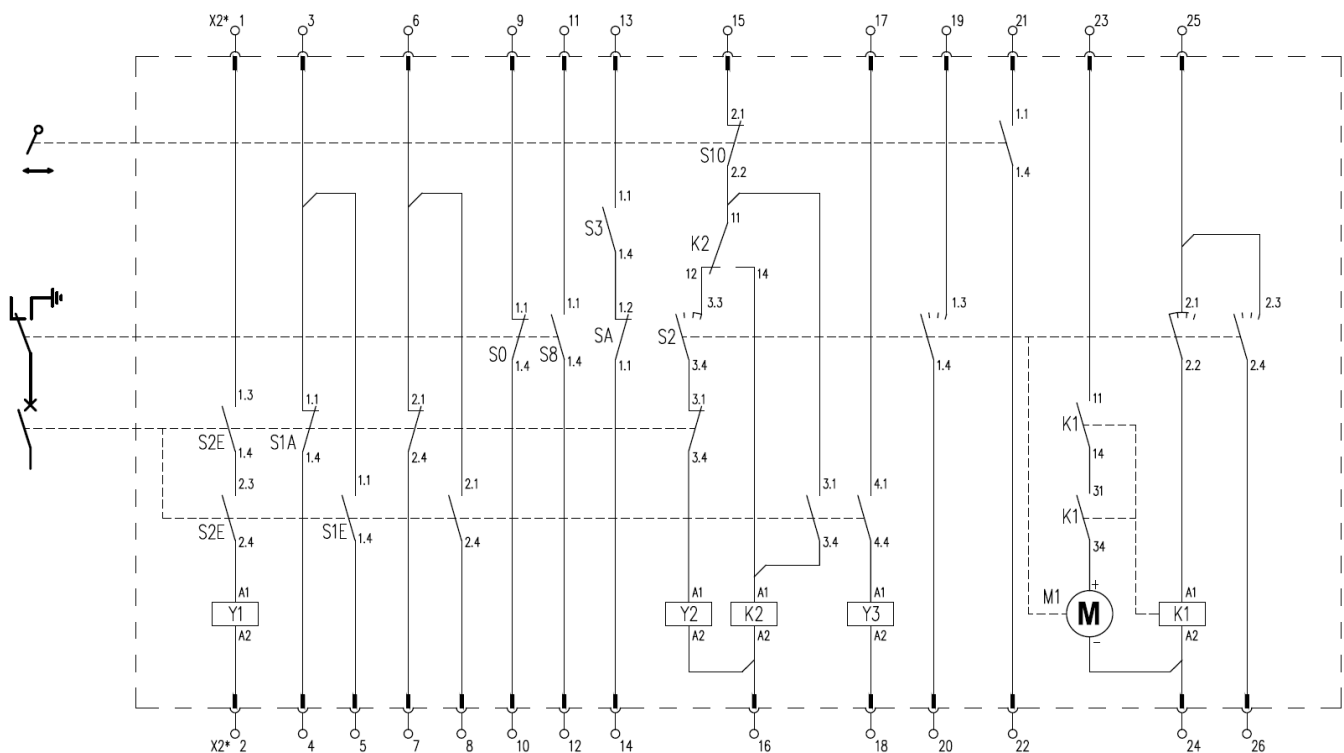 X2* 1 3 6 9 11 13 15 17 19 21 23 25
2.1 1.1
S10
2.2 1.4
1.1
S3 11
K2
1.4
12 14
3.3
1.1 1.1 1.2 1.3 2.1 2.3
S0 S8 SA S2
1.4 1.4 1.1 3.4 1.4 2.2 2.4
1.3 1.1 2.1 3.1 11
K1
S2E S1A
1.4 1.4 2.4 3.4 14
2.3 1.1 2.1 3.1 4.1 31
K1
S2E S1E
2.4 1.4 2.4 3.4 4.4 34
+
A1 A1 A1 A1 M1 A1
Y1 Y2 K2 Y3 M K1
A2 A2 A2 A2 A2
−
X2* 2 4 5 7 8 10 12 14 16 18 20 22 24 26